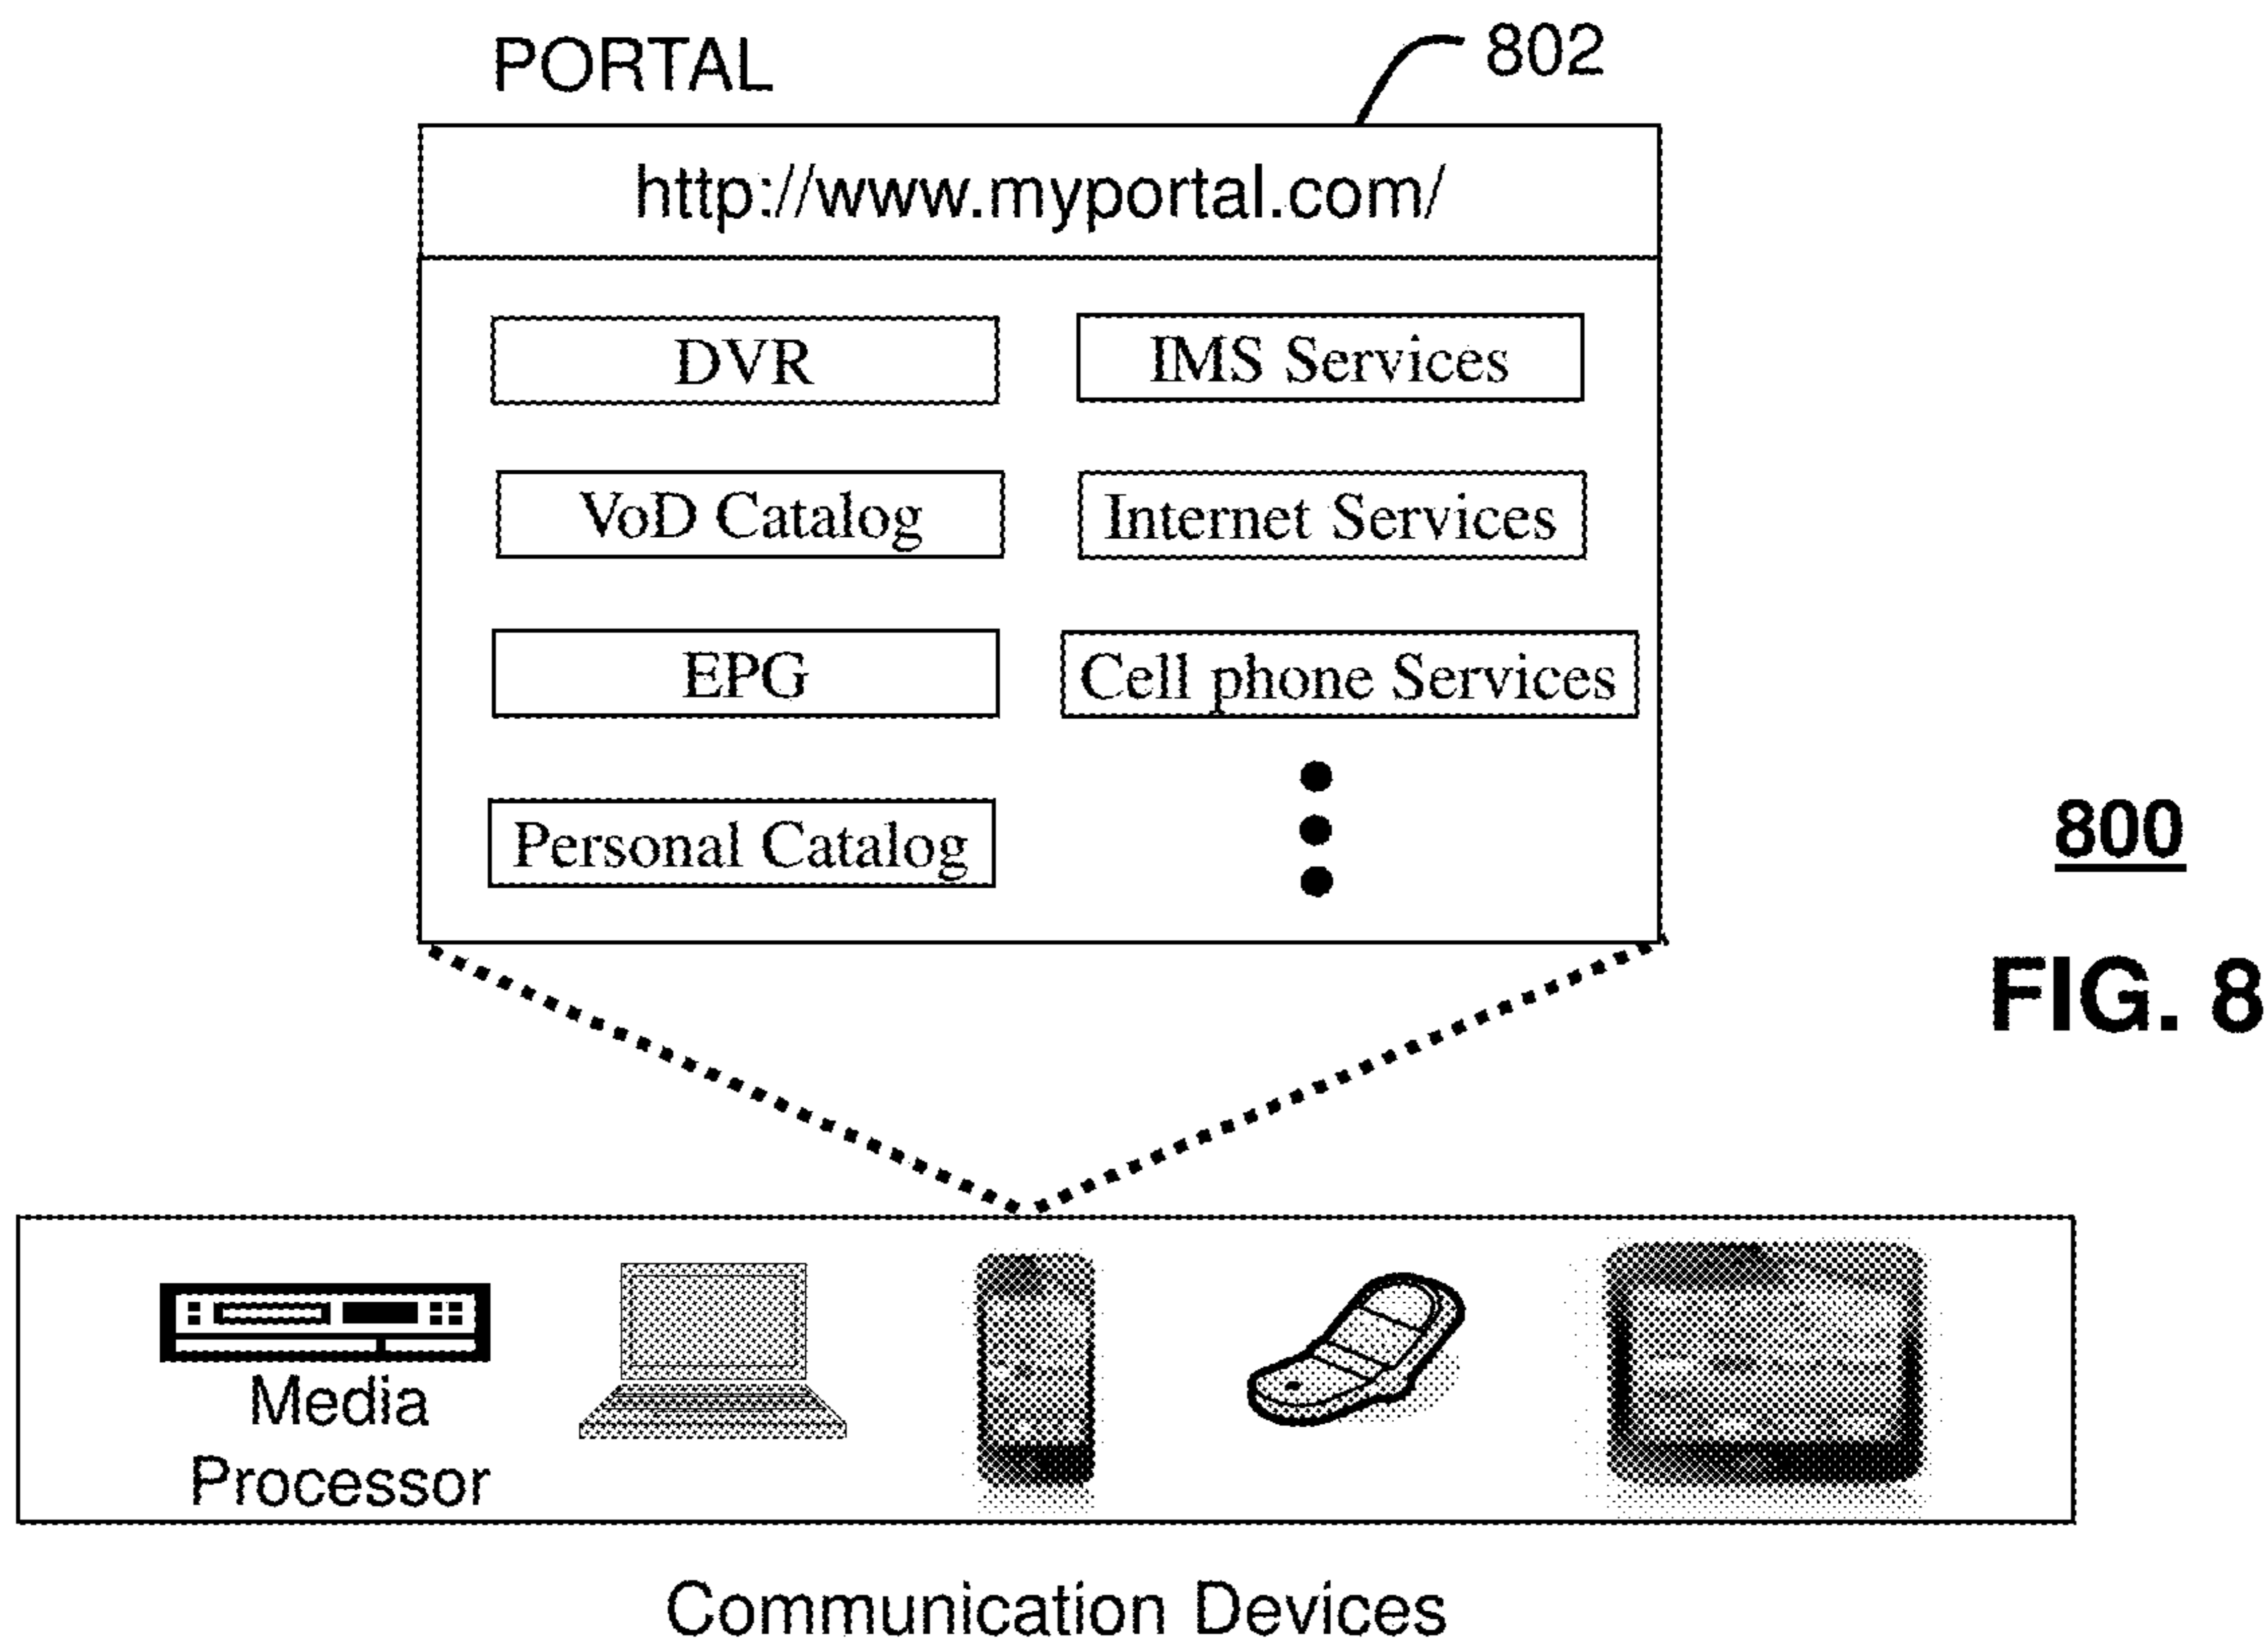 PORTAL
802
http://www.myportal.com/
DVR
IMS Services
VoD Catalog
Internet Services
EPG
Cell phone Services
Personal Catalog
800
FIG. 8
Media
Processor
Communication Devices